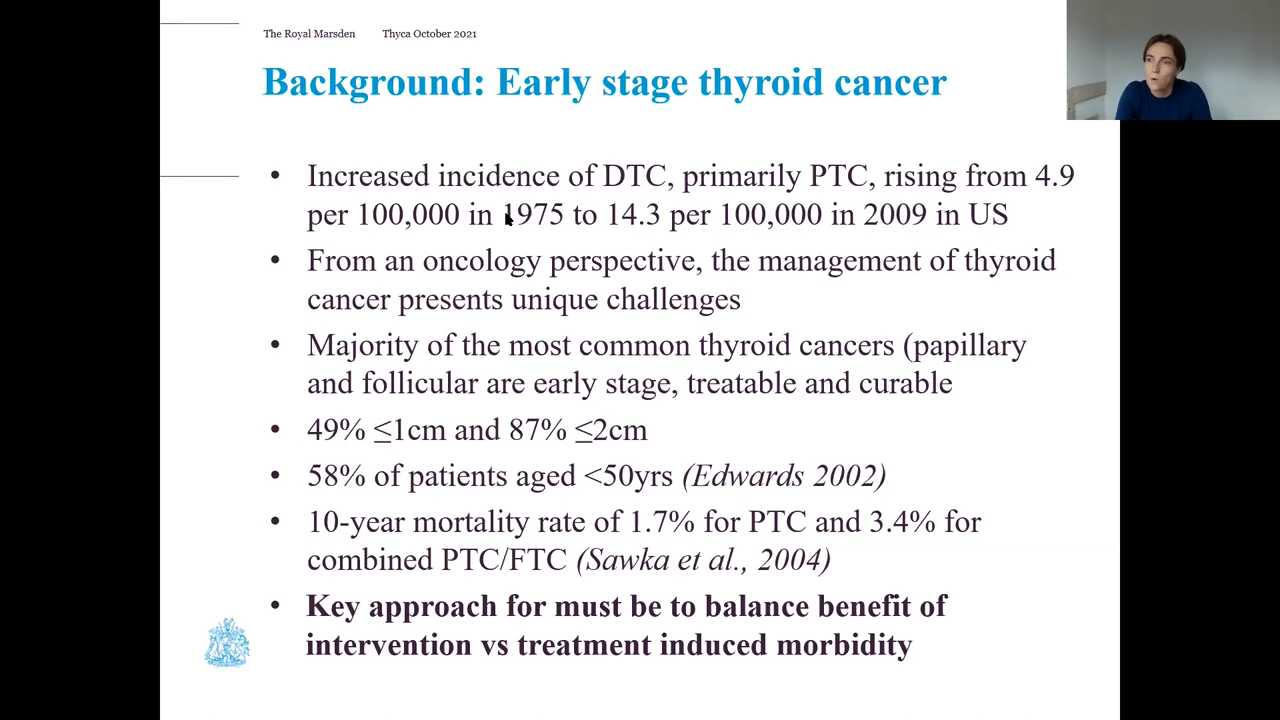 The Royal Marsden Thyca October 2021
Background: Early stage thyroid cancer
• Increased incidence of DTC, primarily PTC, rising from 4.9
per 100,000 in 1975 to 14.3 per 100,000 in 2009 in US
• From an oncology perspective, the management of thyroid
cancer presents unique challenges
• Majority of the most common thyroid cancers (papillary
and follicular are early stage, treatable and curable
• 49% ≤1cm and 87% ≤2cm
• 58% of patients aged <50yrs (Edwards 2002)
• 10-year mortality rate of 1.7% for PTC and 3.4% for
combined PTC/FTC (Sawka et al., 2004)
• Key approach for must be to balance benefit of
intervention vs treatment induced morbidity